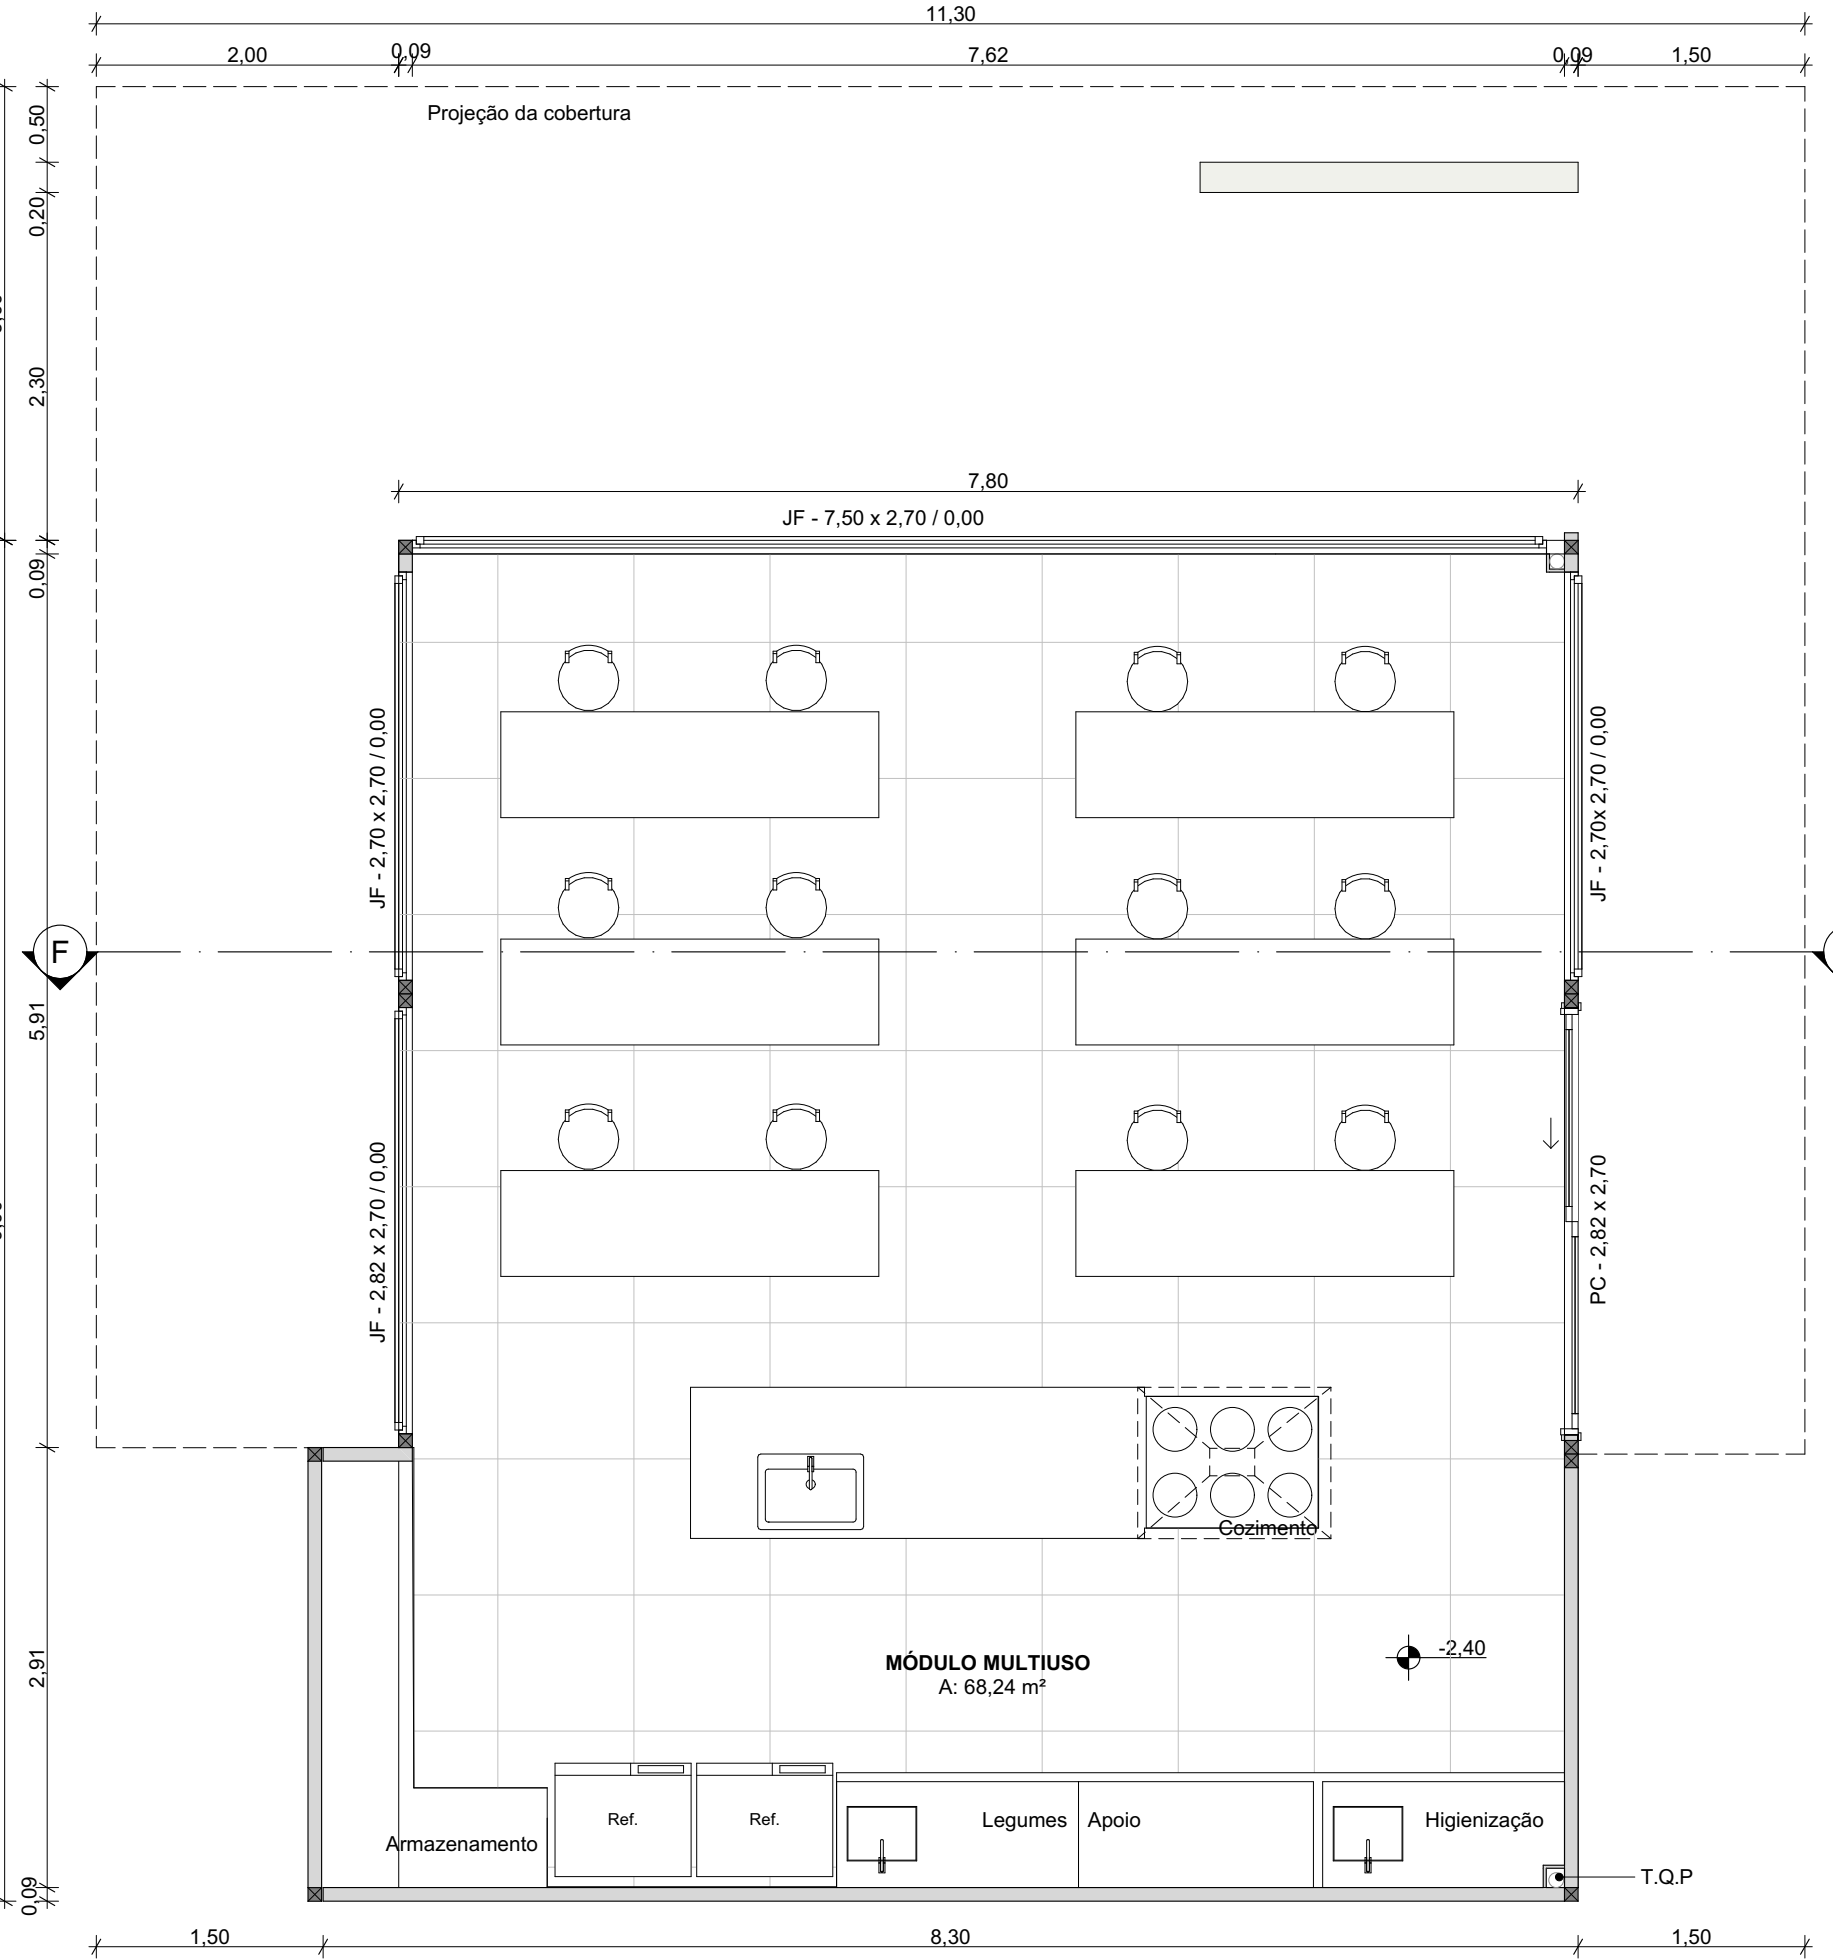 11,30
2,00
0,09
7,62
0,09
1,50
Projeção da cobertura
0,50
0,20
2,30
7,80
JF - 7,50 x 2,70 / 0,00
0,09
JF - 2,70 x 2,70 / 0,00
JF - 2,70x 2,70 / 0,00
F
5,91
JF - 2,82 x 2,70 / 0,00
PC - 2,82 x 2,70
Cozimento
2,91
-2,40
MÓDULO MULTIUSO
A: 68,24 m²
Ref.
Ref.
Legumes
Apoio
Higienização
Armazenamento
T.Q.P
0,09
1,50
8,30
1,50